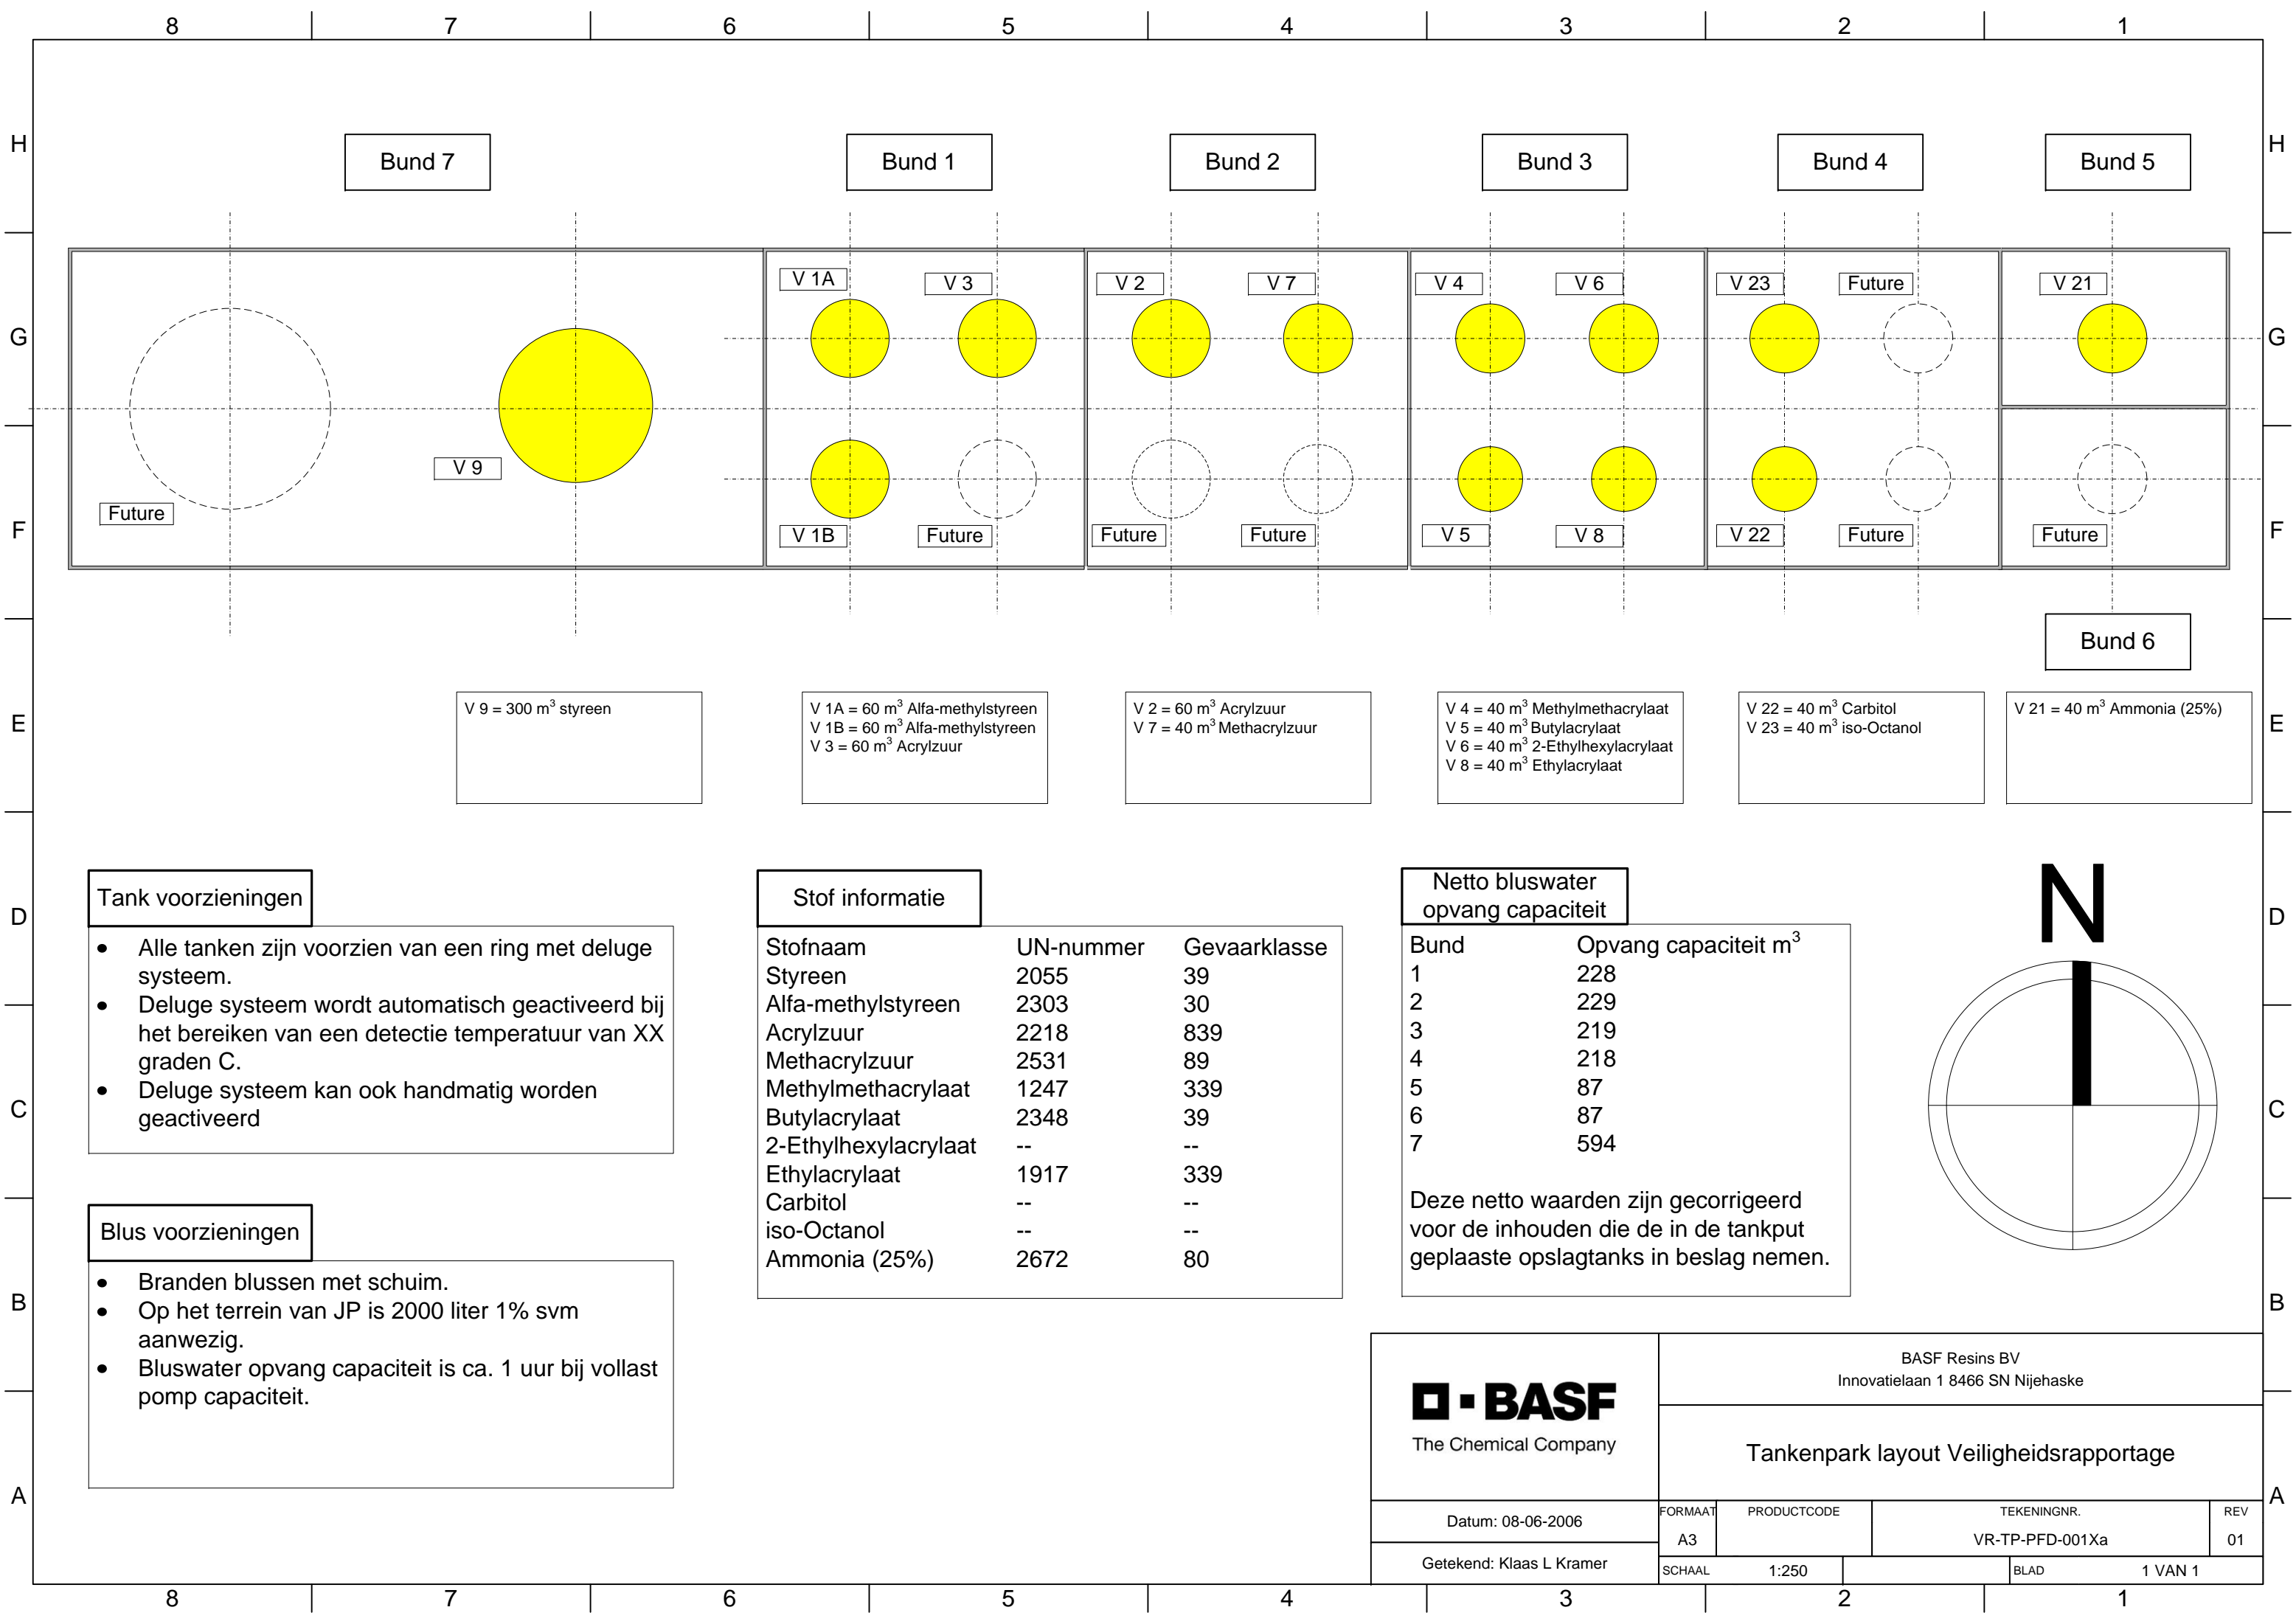 8 7 6 5 4 3 2 1
H H
Bund 7 Bund 1 Bund 2 Bund 3 Bund 4 Bund 5
V 1A V 3 V 2 V 7 V 4 V 6 V 23 Future V 21
G G
V 9
Future
F F
V 1B Future Future Future V 5 V 8 V 22 Future Future
Bund 6
E E
V 9 = 300 m³ styreen
V 1A = 60 m³ Alfa-methylstyreen
V 1B = 60 m³ Alfa-methylstyreen
V 3 = 60 m³ Acrylzuur
V 2 = 60 m³ Acrylzuur
V 7 = 40 m³ Methacrylzuur
V 4 = 40 m³ Methylmethacrylaat
V 5 = 40 m³ Butylacrylaat
V 6 = 40 m³ 2-Ethylhexylacrylaat
V 8 = 40 m³ Ethylacrylaat
V 22 = 40 m³ Carbitol
V 23 = 40 m³ iso-Octanol
V 21 = 40 m³ Ammonia (25%)
D D
Tank voorzieningen
• Alle tanken zijn voorzien van een ring met deluge
systeem.
• Deluge systeem wordt automatisch geactiveerd bij
het bereiken van een detectie temperatuur van XX
graden C.
• Deluge systeem kan ook handmatig worden
geactiveerd
C C
Blus voorzieningen
• Branden blussen met schuim.
• Op het terrein van JP is 2000 liter 1% svm
aanwezig.
• Bluswater opvang capaciteit is ca. 1 uur bij vollast
pomp capaciteit.
B B
Stof informatie
Stofnaam UN-nummer Gevaarklasse
Styreen 2055 39
Alfa-methylstyreen 2303 30
Acrylzuur 2218 839
Methacrylzuur 2531 89
Methylmethacrylaat 1247 339
Butylacrylaat 2348 39
2-Ethylhexylacrylaat -- --
Ethylacrylaat 1917 339
Carbitol -- --
iso-Octanol -- --
Ammonia (25%) 2672 80
Netto bluswater
opvang capaciteit
Bund Opvang capaciteit m³
1 228
2 229
3 219
4 218
5 87
6 87
7 594
Deze netto waarden zijn gecorrigeerd
voor de inhouden die de in de tankput
geplaaste opslagtanks in beslag nemen.
N
A A
BASF
The Chemical Company
BASF Resins BV
Innovatielaan 1 8466 SN Nijehaske
Tankenpark layout Veiligheidsrapportage
Datum: 08-06-2006
Getekend: Klaas L Kramer
FORMAAT PRODUCTCODE TEKENINGNR. REV
A3 VR-TP-PFD-001Xa 01
SCHAAL 1:250 BLAD 1 VAN 1
8 7 6 5 4 3 2 1